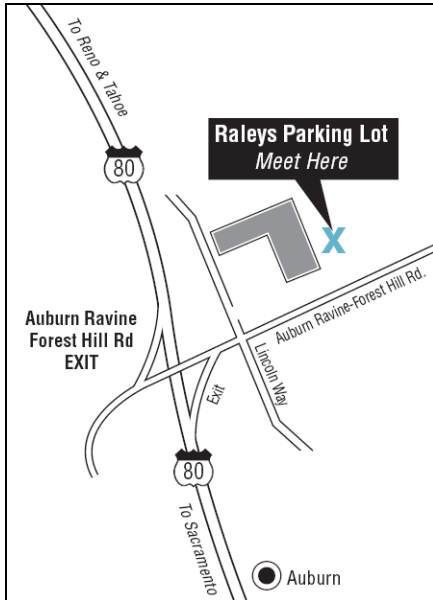 To Reno & Tahoe
80
Raleys Parking Lot
Meet Here
X
Auburn Ravine
Forest Hill Rd
EXIT
Auburn Ravine-Forest Hill Rd.
Lincoln Way
Exit
80
To Sacramento
Auburn